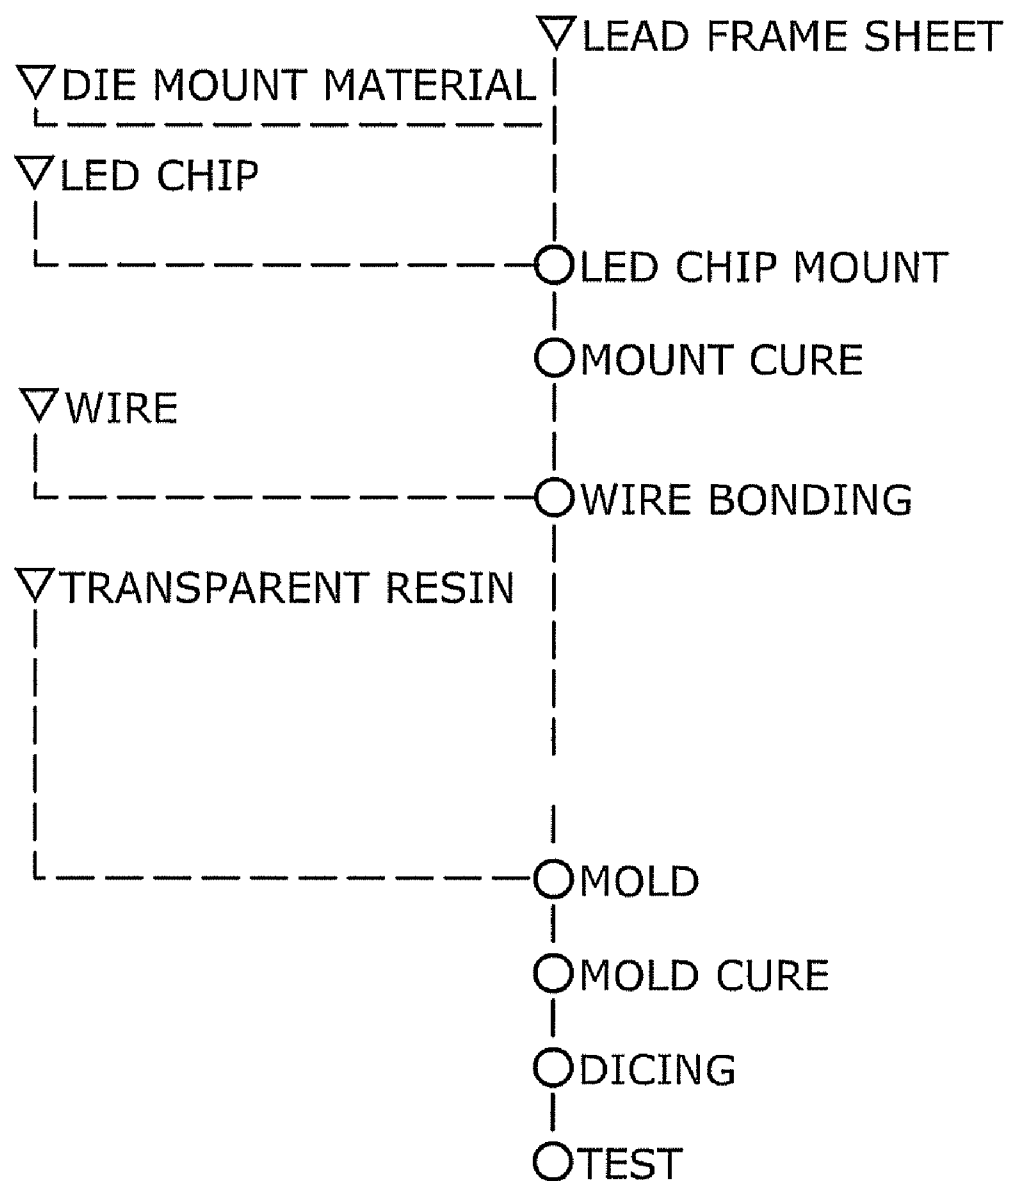 LEAD FRAME SHEET
DIE MOUNT MATERIAL
LED CHIP
LED CHIP MOUNT
MOUNT CURE
WIRE
WIRE BONDING
TRANSPARENT RESIN
MOLD
MOLD CURE
DICING
TEST